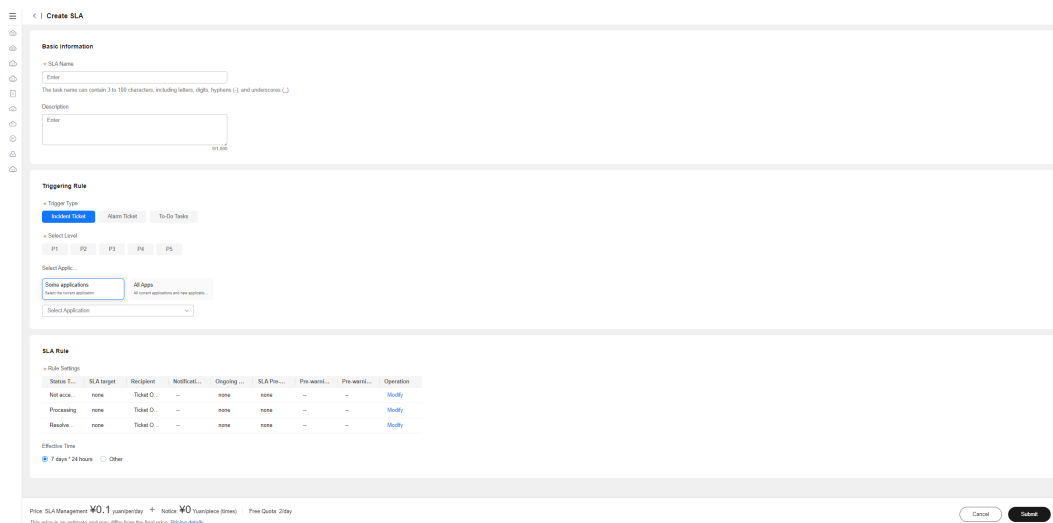 < | Create SLA
Basic Information
* SLA Name
Enter
The task name can contain 3 to 100 characters, including letters, digits, hyphens (-), and underscores (_).
Description
Enter
0/1,000
Triggering Rule
* Trigger Type
Incident Ticket Alarm Ticket To-Do Tasks
* Select Level
P1 P2 P3 P4 P5
Select Applic...
Some applications All Apps
Select the current application All current applications and new applicatio...
Select Application
SLA Rule
* Rule Settings
Status T... SLA target Recipient Notificati... Ongoing ... SLA Pre-... Pre-warni... Pre-warni... Operation
Not acce... none Ticket O... -- none none -- -- Modify
Processing none Ticket O... -- none none -- -- Modify
Resolve... none Ticket O... -- none none -- -- Modify
Effective Time
7 days * 24 hours Other
Price: SLA Management ¥0.1 yuan/per/day + Notice: ¥0 Yuan/piece (times) Free Quota: 2/day
This price is an estimate and may differ from the final price. Pricing details
Cancel Submit